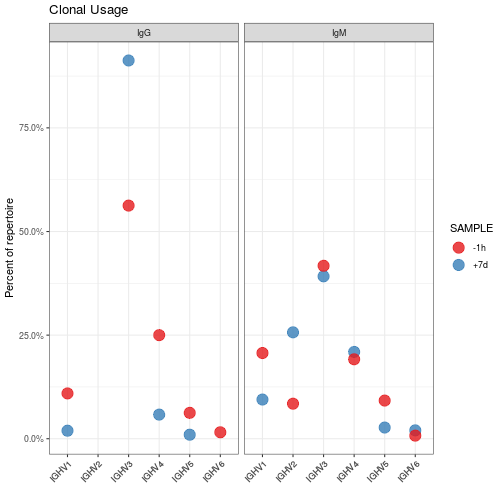 Clonal Usage
IgG
IgM
Percent of repertoire
75.0%
50.0%
25.0%
0.0%
IGHV1
IGHV2
IGHV3
IGHV4
IGHV5
IGHV6
IGHV1
IGHV2
IGHV3
IGHV4
IGHV5
IGHV6
SAMPLE
-1h
+7d